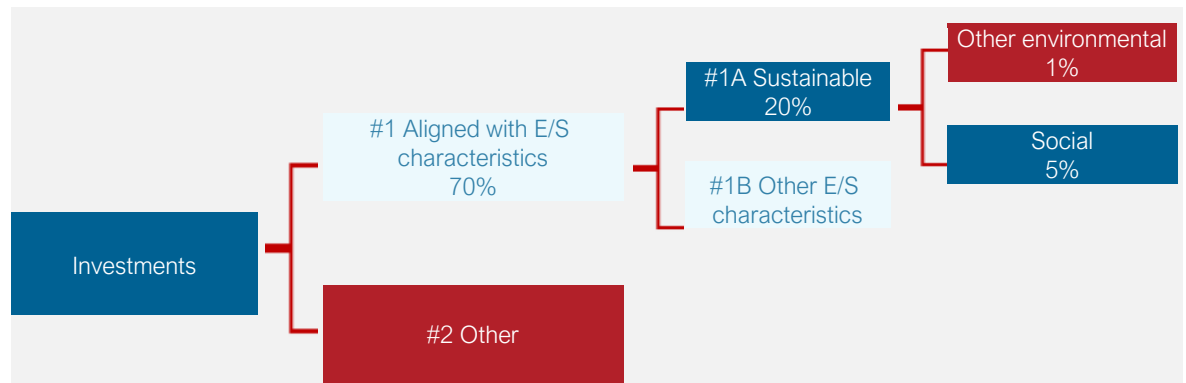 Investments
#1 Aligned with E/S
characteristics
70%
#2 Other
#1A Sustainable
20%
#1B Other E/S
characteristics
Other environmental
1%
Social
5%